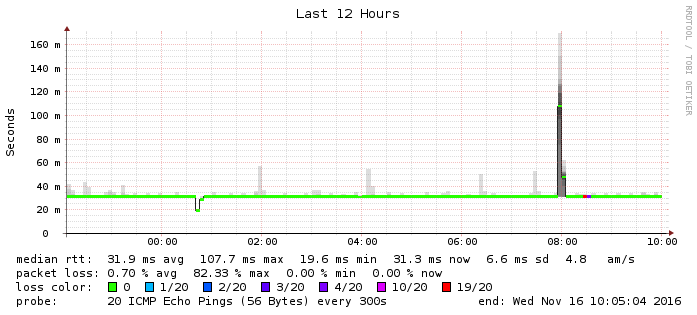 Last 12 Hours
RRDTOOL / TOBI OETIKER
Seconds
160 m
140 m
120 m
100 m
80 m
60 m
40 m
20 m
0
00:00 02:00 04:00 06:00 08:00 10:00
median rtt: 31.9 ms avg 107.7 ms max 19.6 ms min 31.3 ms now 6.6 ms sd 4.8 am/s
packet loss: 0.70 % avg 82.33 % max 0.00 % min 0.00 % now
loss color: 0 1/20 2/20 3/20 4/20 10/20 19/20
probe: 20 ICMP Echo Pings (56 Bytes) every 300s end: Wed Nov 16 10:05:04 2016